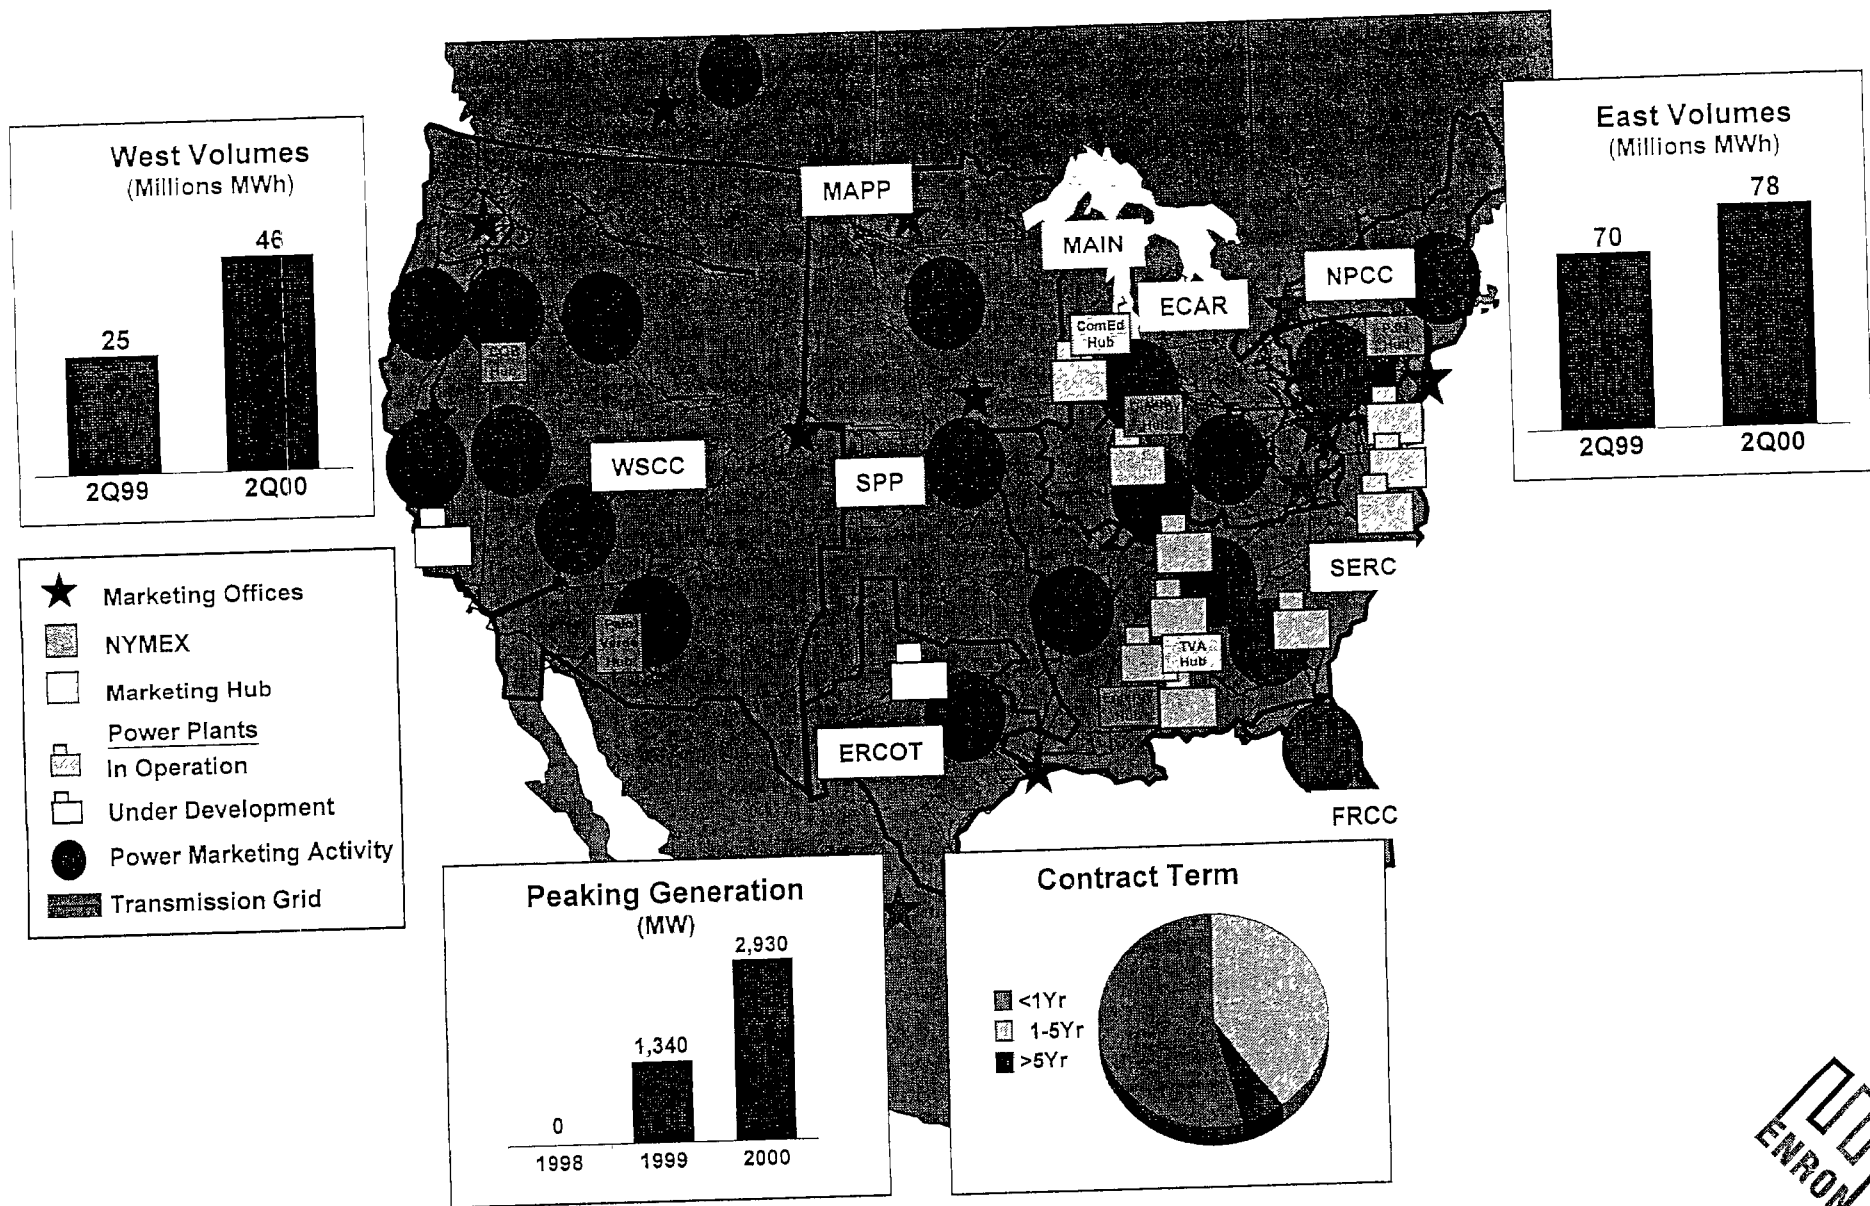 West Volumes
(Millions MWh)
25
46
2Q99
2Q00
East Volumes
(Millions MWh)
70
78
2Q99
2Q00
MAPP
MAIN
ECAR
NPCC
ComEd
Hub
WSCC
SPP
SERC
TVA
Hub
ERCOT
FRCC
Marketing Offices
NYMEX
Marketing Hub
Power Plants
In Operation
Under Development
Power Marketing Activity
Transmission Grid
Peaking Generation
(MW)
0
1,340
2,930
1998
1999
2000
Contract Term
<1Yr
1-5Yr
>5Yr
ENRON